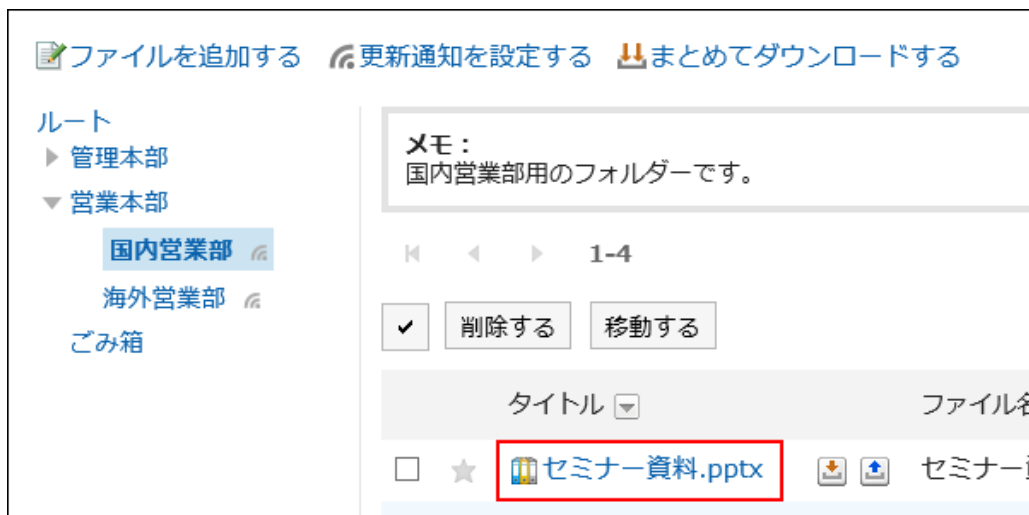 ファイルを追加する 更新通知を設定する まとめてダウンロードする
ルート
管理本部
営業本部
国内営業部
海外営業部
ごみ箱
メモ：
国内営業部用のフォルダーです。
1-4
削除する 移動する
タイトル ファイル
セミナー資料.pptx セミナー